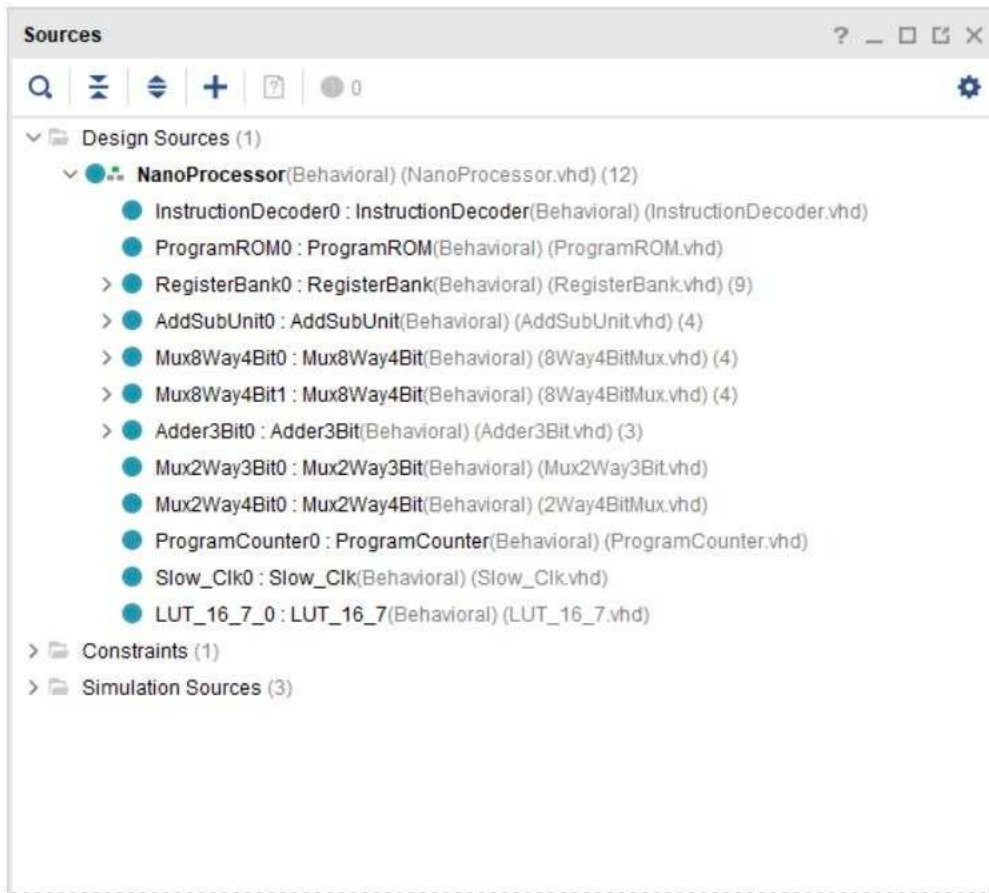 Sources
0
Design Sources (1)
NanoProcessor(Behavioral) (NanoProcessor.vhd) (12)
InstructionDecoder0 : InstructionDecoder(Behavioral) (InstructionDecoder.vhd)
ProgramROM0 : ProgramROM(Behavioral) (ProgramROM.vhd)
RegisterBank0 : RegisterBank(Behavioral) (RegisterBank.vhd) (9)
AddSubUnit0 : AddSubUnit(Behavioral) (AddSubUnit.vhd) (4)
Mux8Way4Bit0 : Mux8Way4Bit(Behavioral) (8Way4BitMux.vhd) (4)
Mux8Way4Bit1 : Mux8Way4Bit(Behavioral) (8Way4BitMux.vhd) (4)
Adder3Bit0 : Adder3Bit(Behavioral) (Adder3Bit.vhd) (3)
Mux2Way3Bit0 : Mux2Way3Bit(Behavioral) (Mux2Way3Bit.vhd)
Mux2Way4Bit0 : Mux2Way4Bit(Behavioral) (2Way4BitMux.vhd)
ProgramCounter0 : ProgramCounter(Behavioral) (ProgramCounter.vhd)
Slow_Clk0 : Slow_Clk(Behavioral) (Slow_Clk.vhd)
LUT_16_7_0 : LUT_16_7(Behavioral) (LUT_16_7.vhd)
Constraints (1)
Simulation Sources (3)